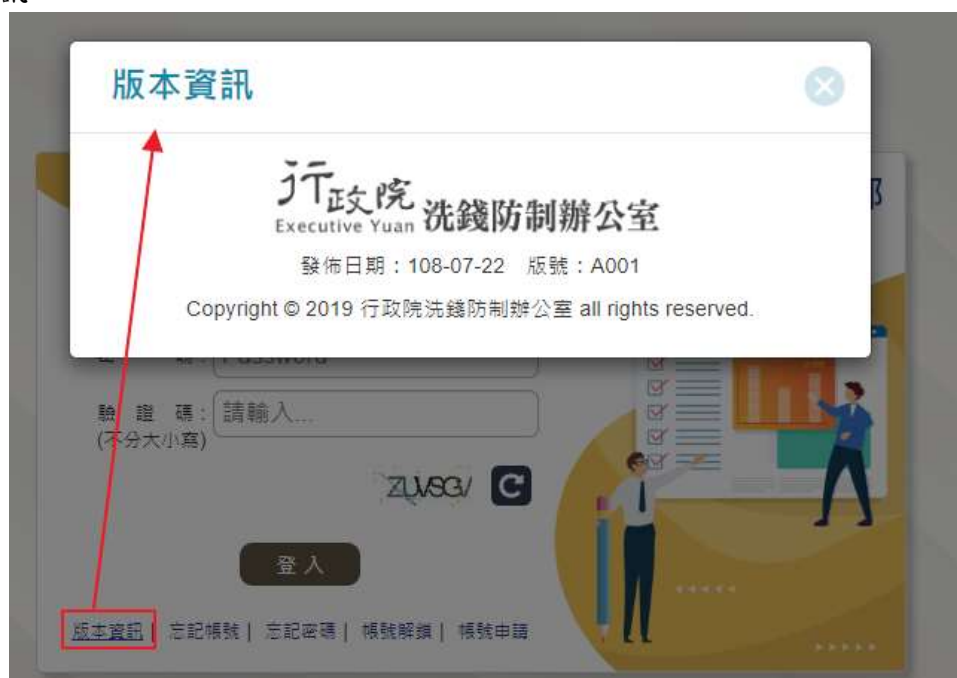 版本資訊
行政院
Executive Yuan 洗錢防制辦公室
發佈日期：108-07-22 版號：A001
Copyright © 2019 行政院洗錢防制辦公室 all rights reserved.
驗 證 碼：請輸入...
(不分大小寫)
登入
版本資訊 | 忘記帳號 | 忘記密碼 | 帳號解鎖 | 帳號申請